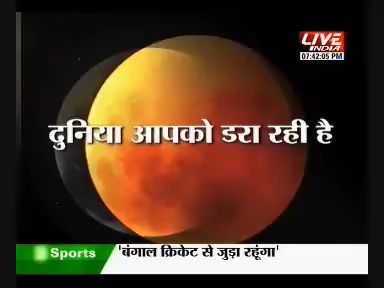 LIVE
INDIA
07:42:05 PM
दुनिया आपको डरा रही है
Sports
'बंगाल क्रिकेट से जुड़ा रहूंगा'